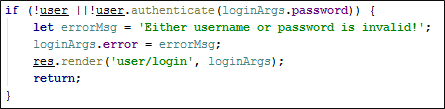 if (!user ||!user.authenticate(loginArgs.password)) {
let errorMsg = 'Either username or password is invalid!';
loginArgs.error = errorMsg;
res.render('user/login', loginArgs);
return;
}